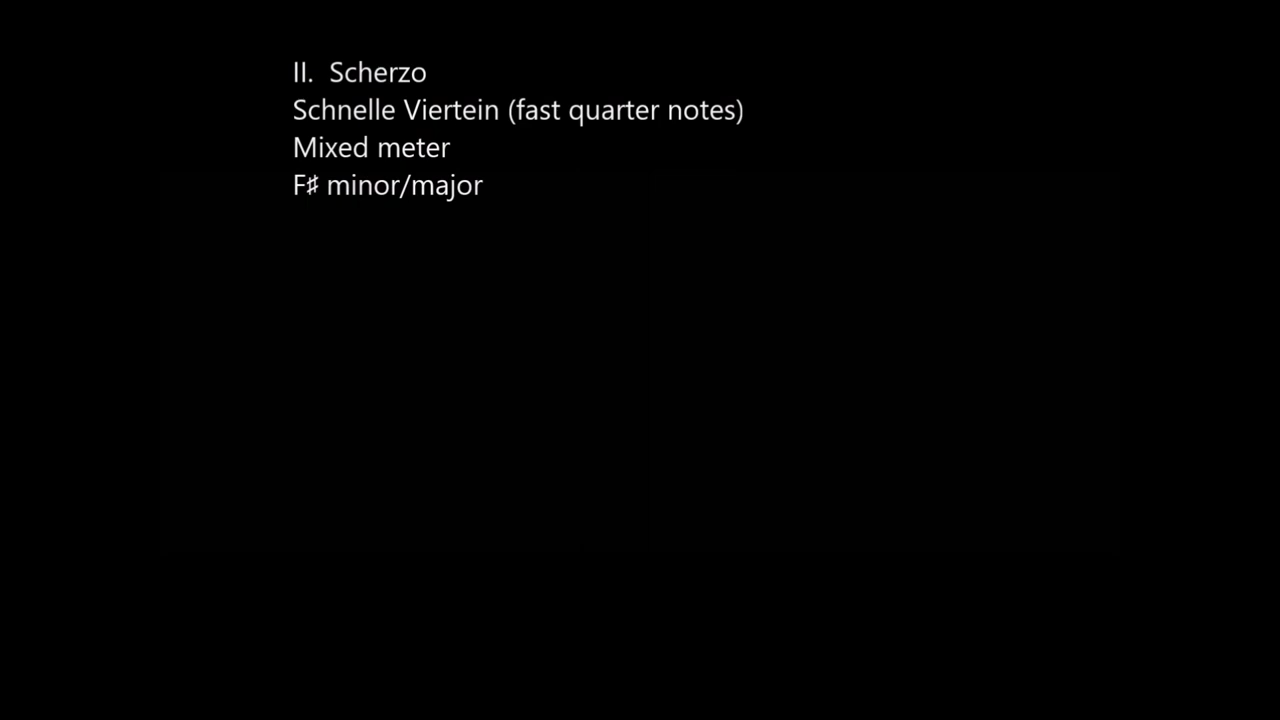 II.  Scherzo
Schnelle Viertein (fast quarter notes)
Mixed meter
F♯ minor/major